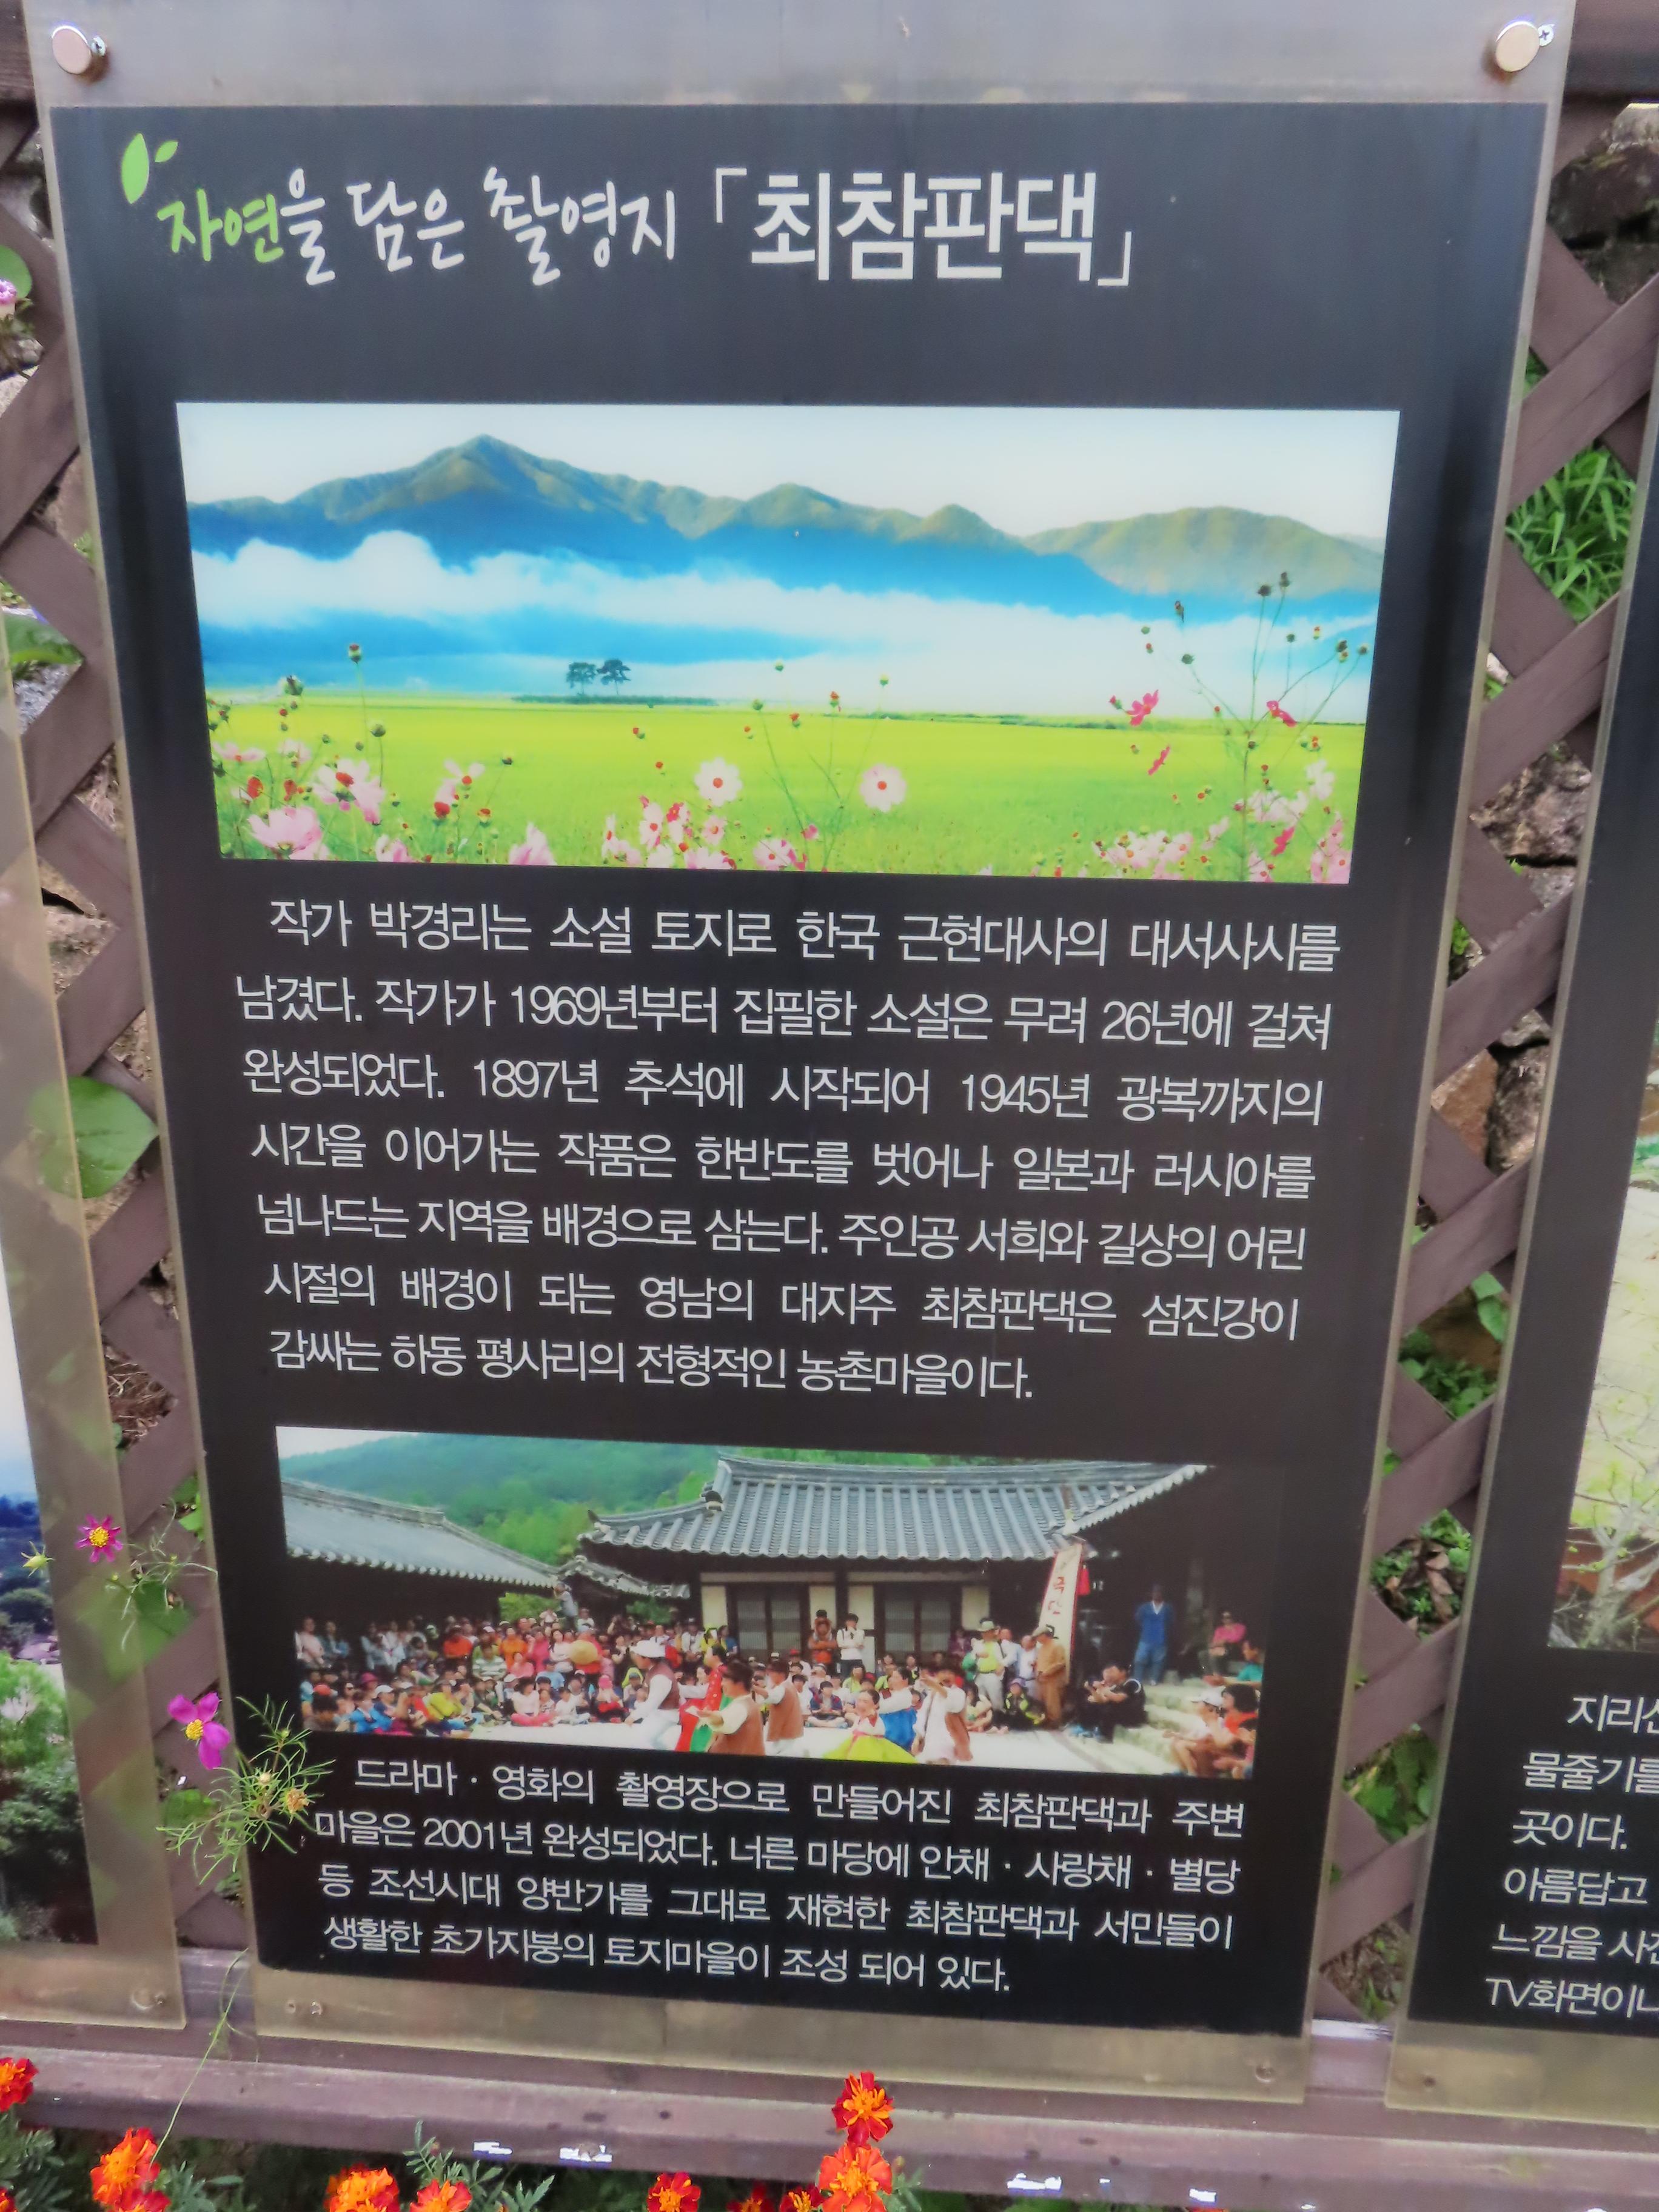 자연을 담은 촬영지 「최참판댁」
작가 박경리는 소설 토지로 한국 근현대사의 대서사시를
남겼다. 작가가 1969년부터 집필한 소설은 무려 26년에 걸쳐
완성되었다. 1897년 추석에 시작되어 1945년 광복까지의
시간을 이어가는 작품은 한반도를 벗어나 일본과 러시아를
넘나드는 지역을 배경으로 삼는다. 주인공 서희와 길상의 어린
시절의 배경이 되는 영남의 대지주 최참판댁은 섬진강이
감싸는 하동 평사리의 전형적인 농촌마을이다.
드라마 · 영화의 촬영장으로 만들어진 최참판댁과 주변
마을은 2001년 완성되었다. 너른 마당에 안채 · 사랑채 · 별당
등 조선시대 양반가를 그대로 재현한 최참판댁과 서민들이
생활한 초가지붕의 토지마을이 조성 되어 있다.
물줄기를
곳이다.
아름답고
느낌을